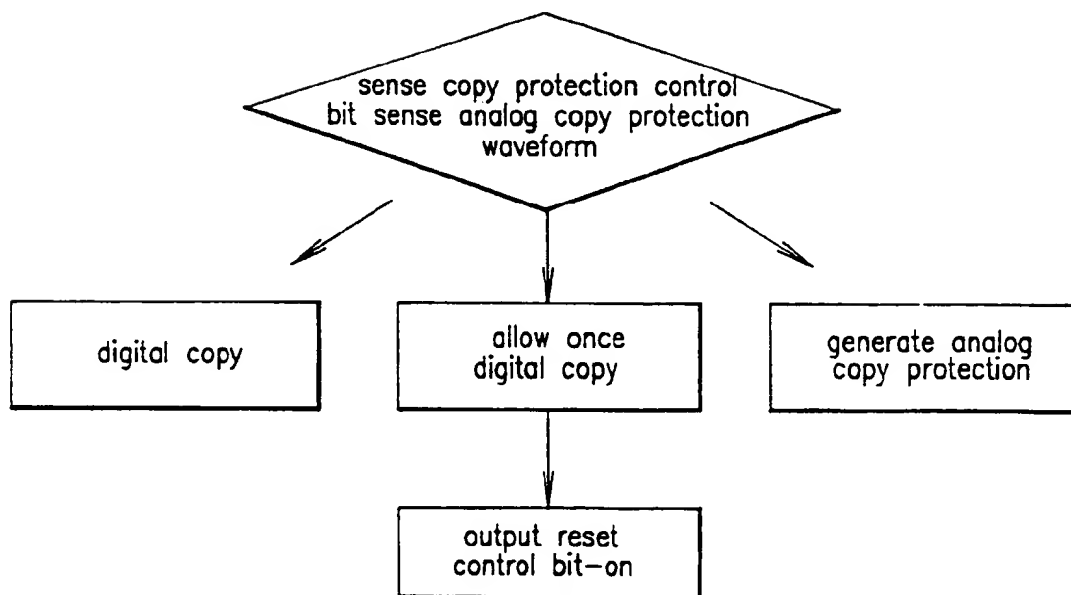 sense copy protection control
bit sense analog copy protection
waveform
digital copy
allow once
digital copy
generate analog
copy protection
output reset
control bit-on